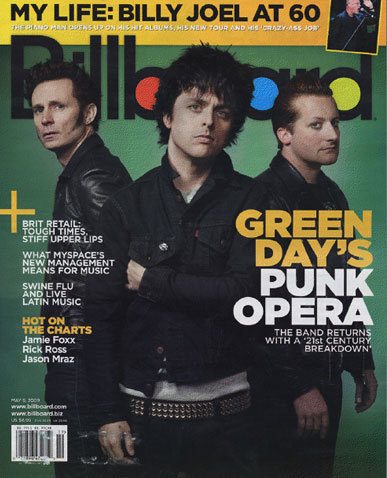 MY LIFE: BILLY JOEL AT 60
THE PIANO MAN OPENS UP ON HIS HIT ALBUMS, HIS NEW TOUR AND HIS 'CRAZY-ASS JOB'
Billboard
+
BRIT RETAIL:
TOUGH TIMES,
STIFF UPPER LIPS
WHAT MYSPACE'S
NEW MANAGEMENT
MEANS FOR MUSIC
SWINE FLU
AND LIVE
LATIN MUSIC
HOT ON
THE CHARTS
Jamie Foxx
Rick Ross
Jason Mraz
GREEN
DAY'S
PUNK
OPERA
THE BAND RETURNS
WITH A '21st CENTURY
BREAKDOWN'
www.billboard.com
www.billboard.biz